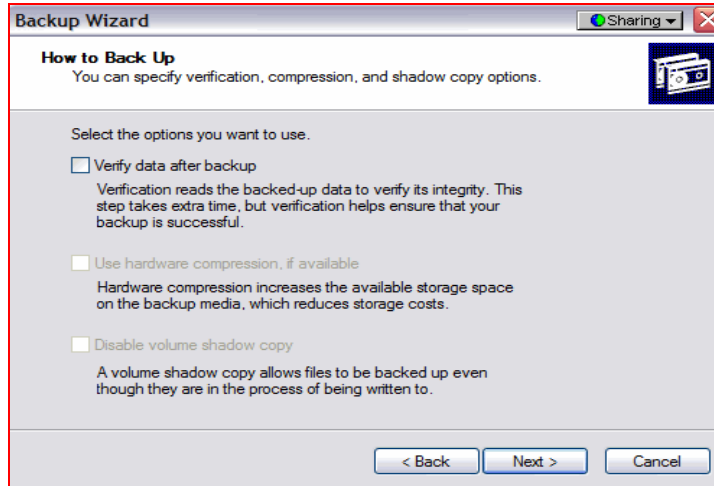 Backup Wizard
Sharing
How to Back Up
You can specify verification, compression, and shadow copy options.
Select the options you want to use.
Verify data after backup
Verification reads the backed-up data to verify its integrity. This
step takes extra time, but verification helps ensure that your
backup is successful.
Use hardware compression, if available
Hardware compression increases the available storage space
on the backup media, which reduces storage costs.
Disable volume shadow copy
A volume shadow copy allows files to be backed up even
though they are in the process of being written to.
< Back
Next >
Cancel